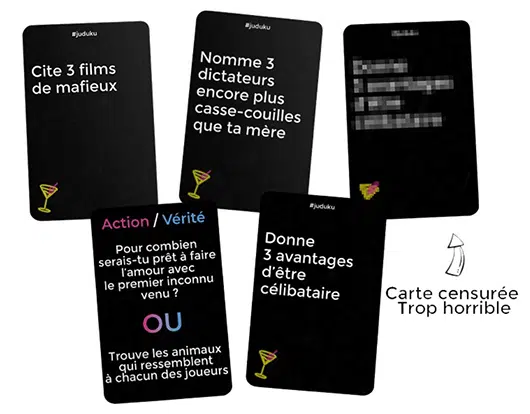 #juduku
Cite 3 films
de mafieux
#juduku
Nomme 3
dictateurs
encore plus
casse-couilles
que ta mère
#juduku
Action / Vérité
Pour combien
serais-tu prêt à faire
l'amour avec
le premier inconnu
venu ?
OU
Trouve les animaux
qui ressemblent
à chacun des joueurs
#juduku
Donne
3 avantages
d'être
célibataire
Carte censurée
Trop horrible